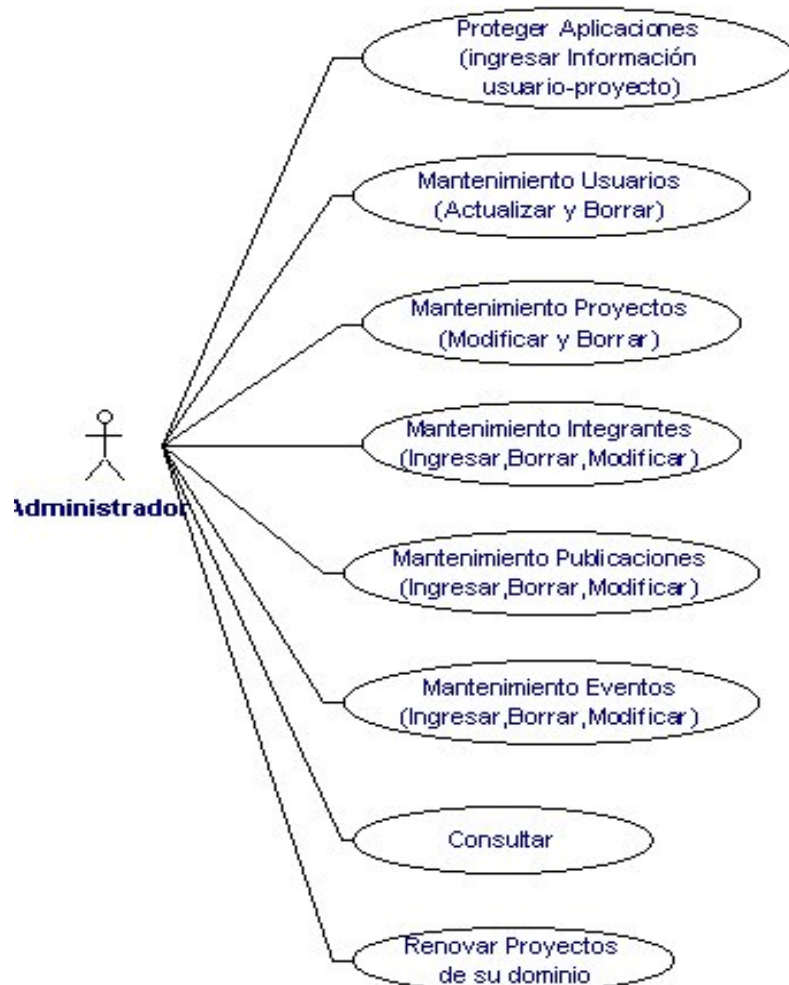 Proteger Aplicaciones
(ingresar Información
usuario-proyecto)
Mantenimiento Usuarios
(Actualizar y Borrar)
Mantenimiento Proyectos
(Modificar y Borrar)
Mantenimiento Integrantes
(Ingresar,Borrar,Modificar)
Administrador
Mantenimiento Publicaciones
(Ingresar,Borrar,Modificar)
Mantenimiento Eventos
(Ingresar,Borrar,Modificar)
Consultar
Renovar Proyectos
de su dominio